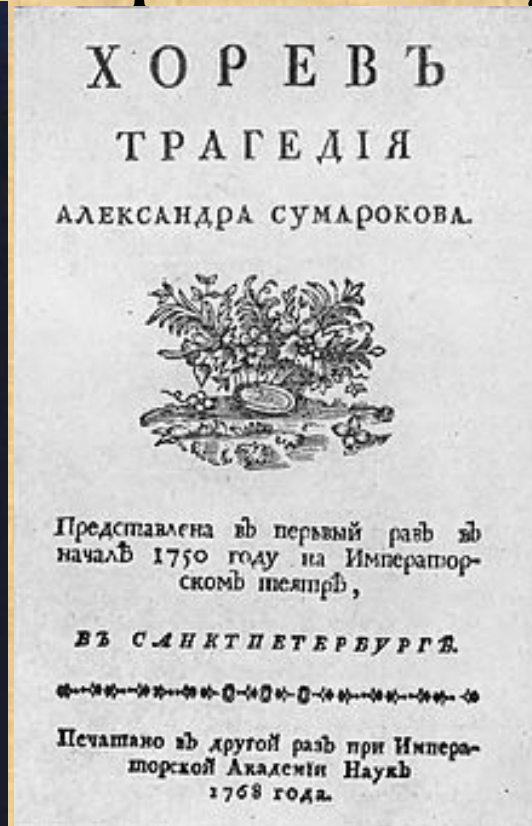 ХОРЕВЪ
ТРАГЕДІЯ
АЛЕКСАНДРА СУМАРОКОВА.
Представлена въ перьвый разъ въ
началѣ 1750 году на Император-
скомъ театрѣ,
ВЪ САНКТПЕТЕРБУРГѢ.
Печатано въ другой разъ при Импера-
торской Академіи Наукъ
1768 года.